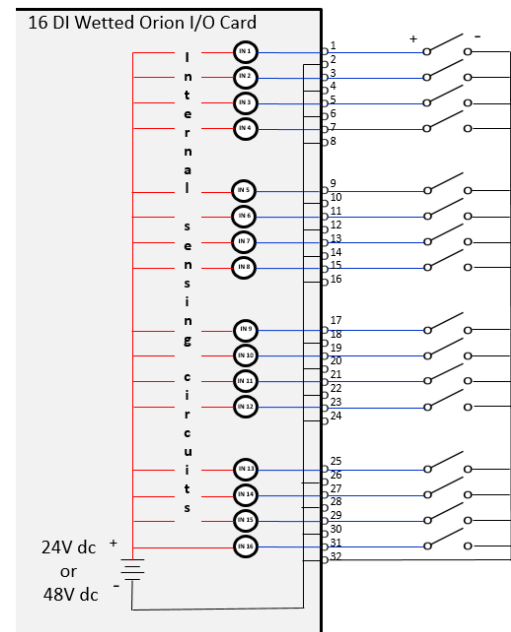 16 DI Wetted Orion I/O Card
Internal sensing circuits
+ -
IN 1 1
2
IN 2 3
4
IN 3 5
6
IN 4 7
8
IN 5 9
10
IN 6 11
12
IN 7 13
14
IN 8 15
16
IN 9 17
18
IN 10 19
20
IN 11 21
22
IN 12 23
24
IN 13 25
26
IN 14 27
28
IN 15 29
30
IN 16 31
32
24V dc +
or
48V dc -